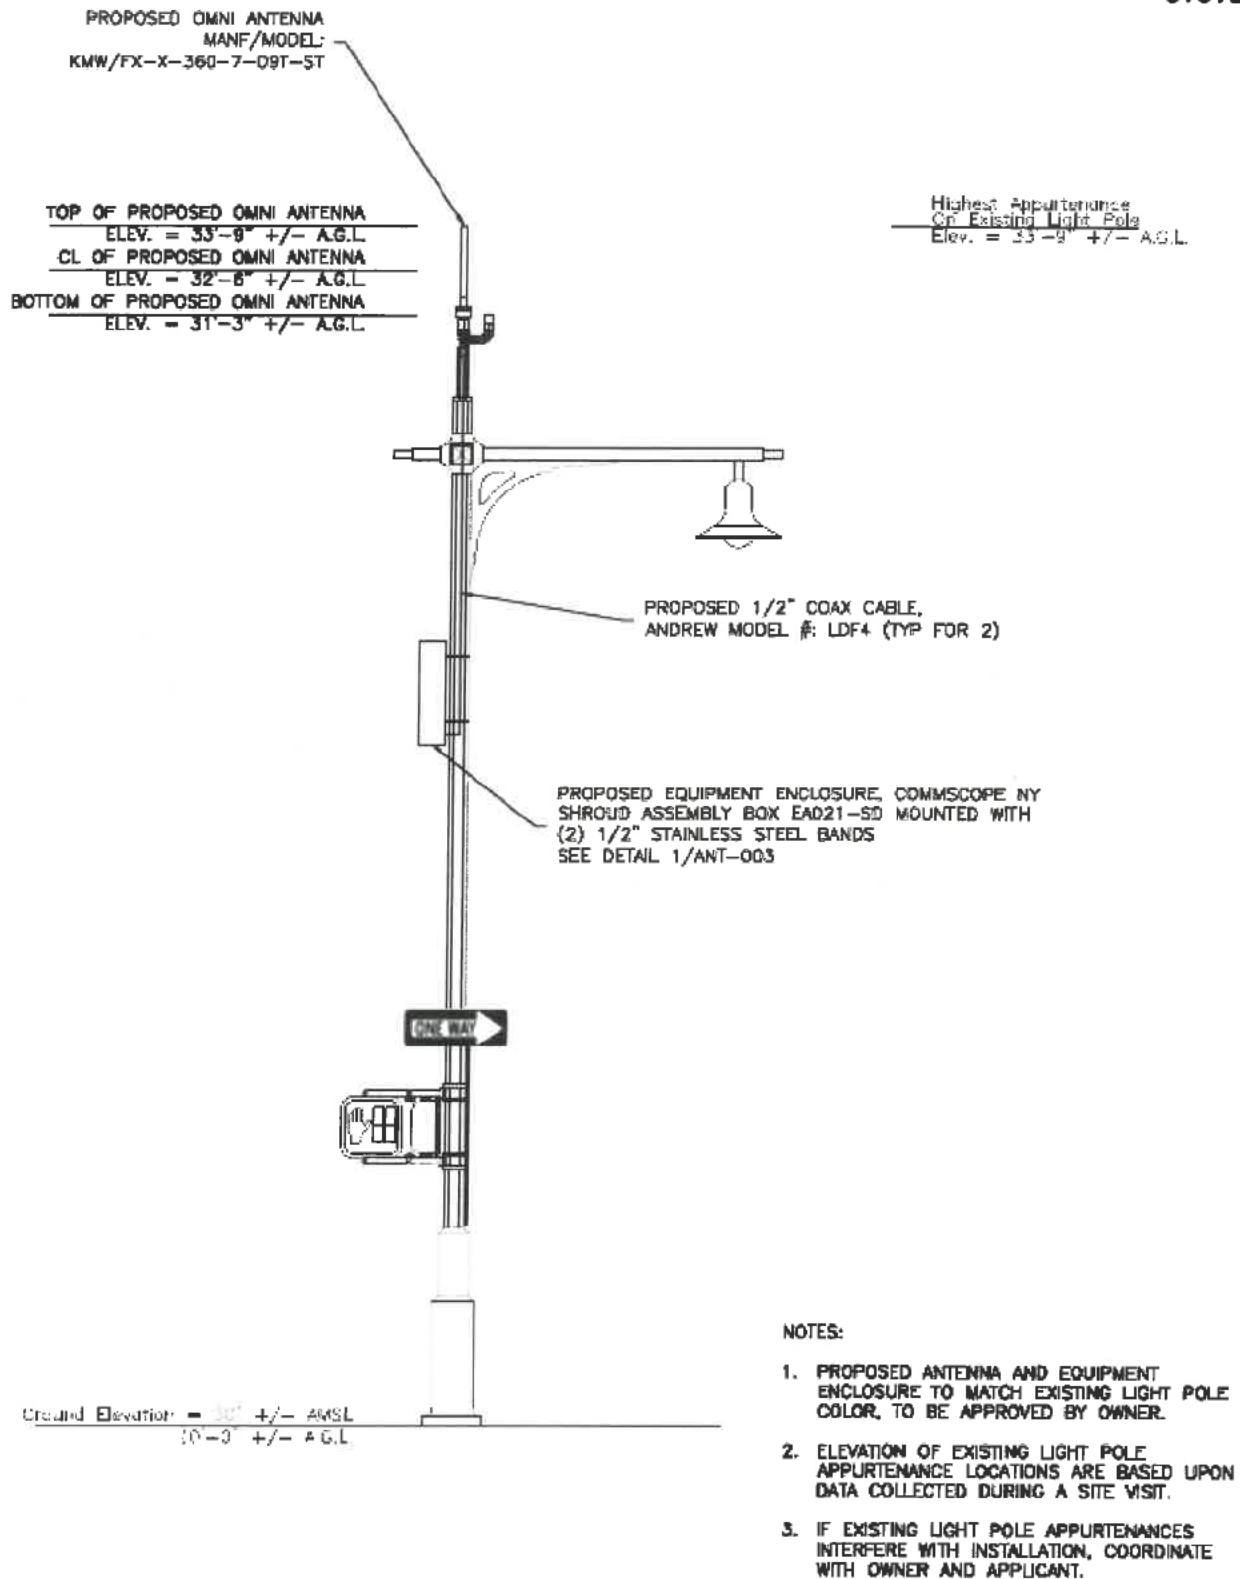 PROPOSED OMNI ANTENNA
MANF/MODEL:
KMW/FX-X-360-7-09T-ST
TOP OF PROPOSED OMNI ANTENNA
ELEV. = 33'-9" +/- A.G.L.
CL OF PROPOSED OMNI ANTENNA
ELEV. = 32'-6" +/- A.G.L.
BOTTOM OF PROPOSED OMNI ANTENNA
ELEV. = 31'-3" +/- A.G.L.
Highest Appurtenance
On Existing Light Pole
Elev. = 33'-9" +/- A.G.L.
PROPOSED 1/2" COAX CABLE,
ANDREW MODEL #: LDF4 (TYP FOR 2)
PROPOSED EQUIPMENT ENCLOSURE, COMMSCOPE NY
SHROUD ASSEMBLY BOX EAD21-SD MOUNTED WITH
(2) 1/2" STAINLESS STEEL BANDS
SEE DETAIL 1/ANT-003
ONE WAY
Ground Elevation = +/- AMSL
+/- A.G.L.
NOTES:
1. PROPOSED ANTENNA AND EQUIPMENT
ENCLOSURE TO MATCH EXISTING LIGHT POLE
COLOR, TO BE APPROVED BY OWNER.
2. ELEVATION OF EXISTING LIGHT POLE
APPURTENANCE LOCATIONS ARE BASED UPON
DATA COLLECTED DURING A SITE VISIT.
3. IF EXISTING LIGHT POLE APPURTENANCES
INTERFERE WITH INSTALLATION, COORDINATE
WITH OWNER AND APPLICANT.